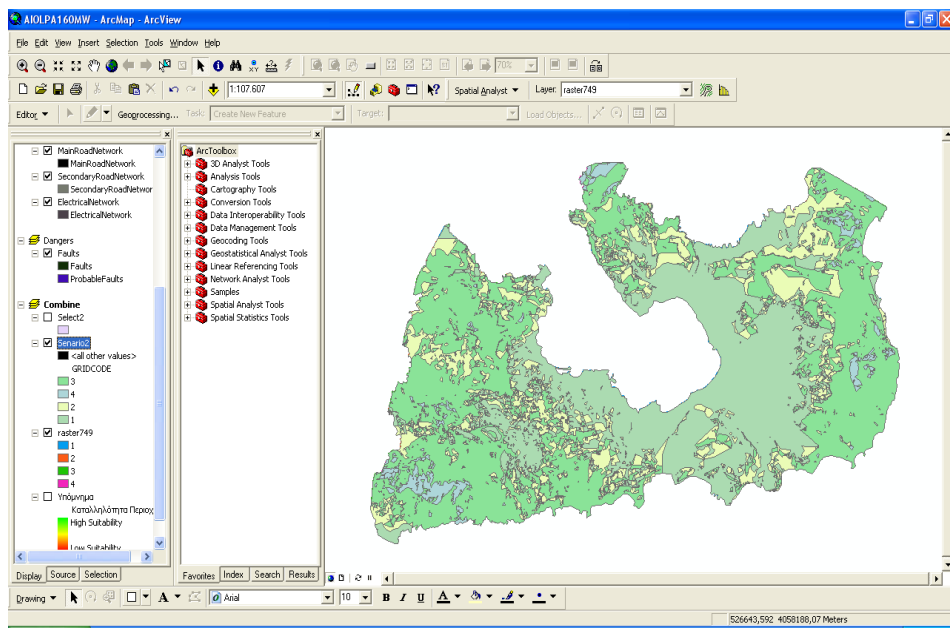 AIOLPA160MW - ArcMap - ArcView
File Edit View Insert Selection Tools Window Help
70%
1:107.607
Spatial Analyst
Layer: raster749
Editor
Geoprocessing...
Task: Create New Feature
Target:
Load Objects...
MainRoadNetwork
MainRoadNetwork
SecondaryRoadNetwork
SecondaryRoadNetwor
ElectricalNetwork
ElectricalNetwork
Dangers
Faults
Faults
ProbableFaults
Combine
Select2
Senario2
<all other values>
GRIDCODE
3
4
2
1
raster749
1
2
3
4
Υπόμνημα
Καταλληλότητα Περιοχ
High Suitability
Low Suitability
Display Source Selection
ArcToolbox
3D Analyst Tools
Analysis Tools
Cartography Tools
Conversion Tools
Data Interoperability Tools
Data Management Tools
Geocoding Tools
Geostatistical Analyst Tools
Linear Referencing Tools
Network Analyst Tools
Samples
Spatial Analyst Tools
Spatial Statistics Tools
Favorites Index Search Results
Drawing
A
Arial
10
B I U A
526643,592 4058188,07 Meters